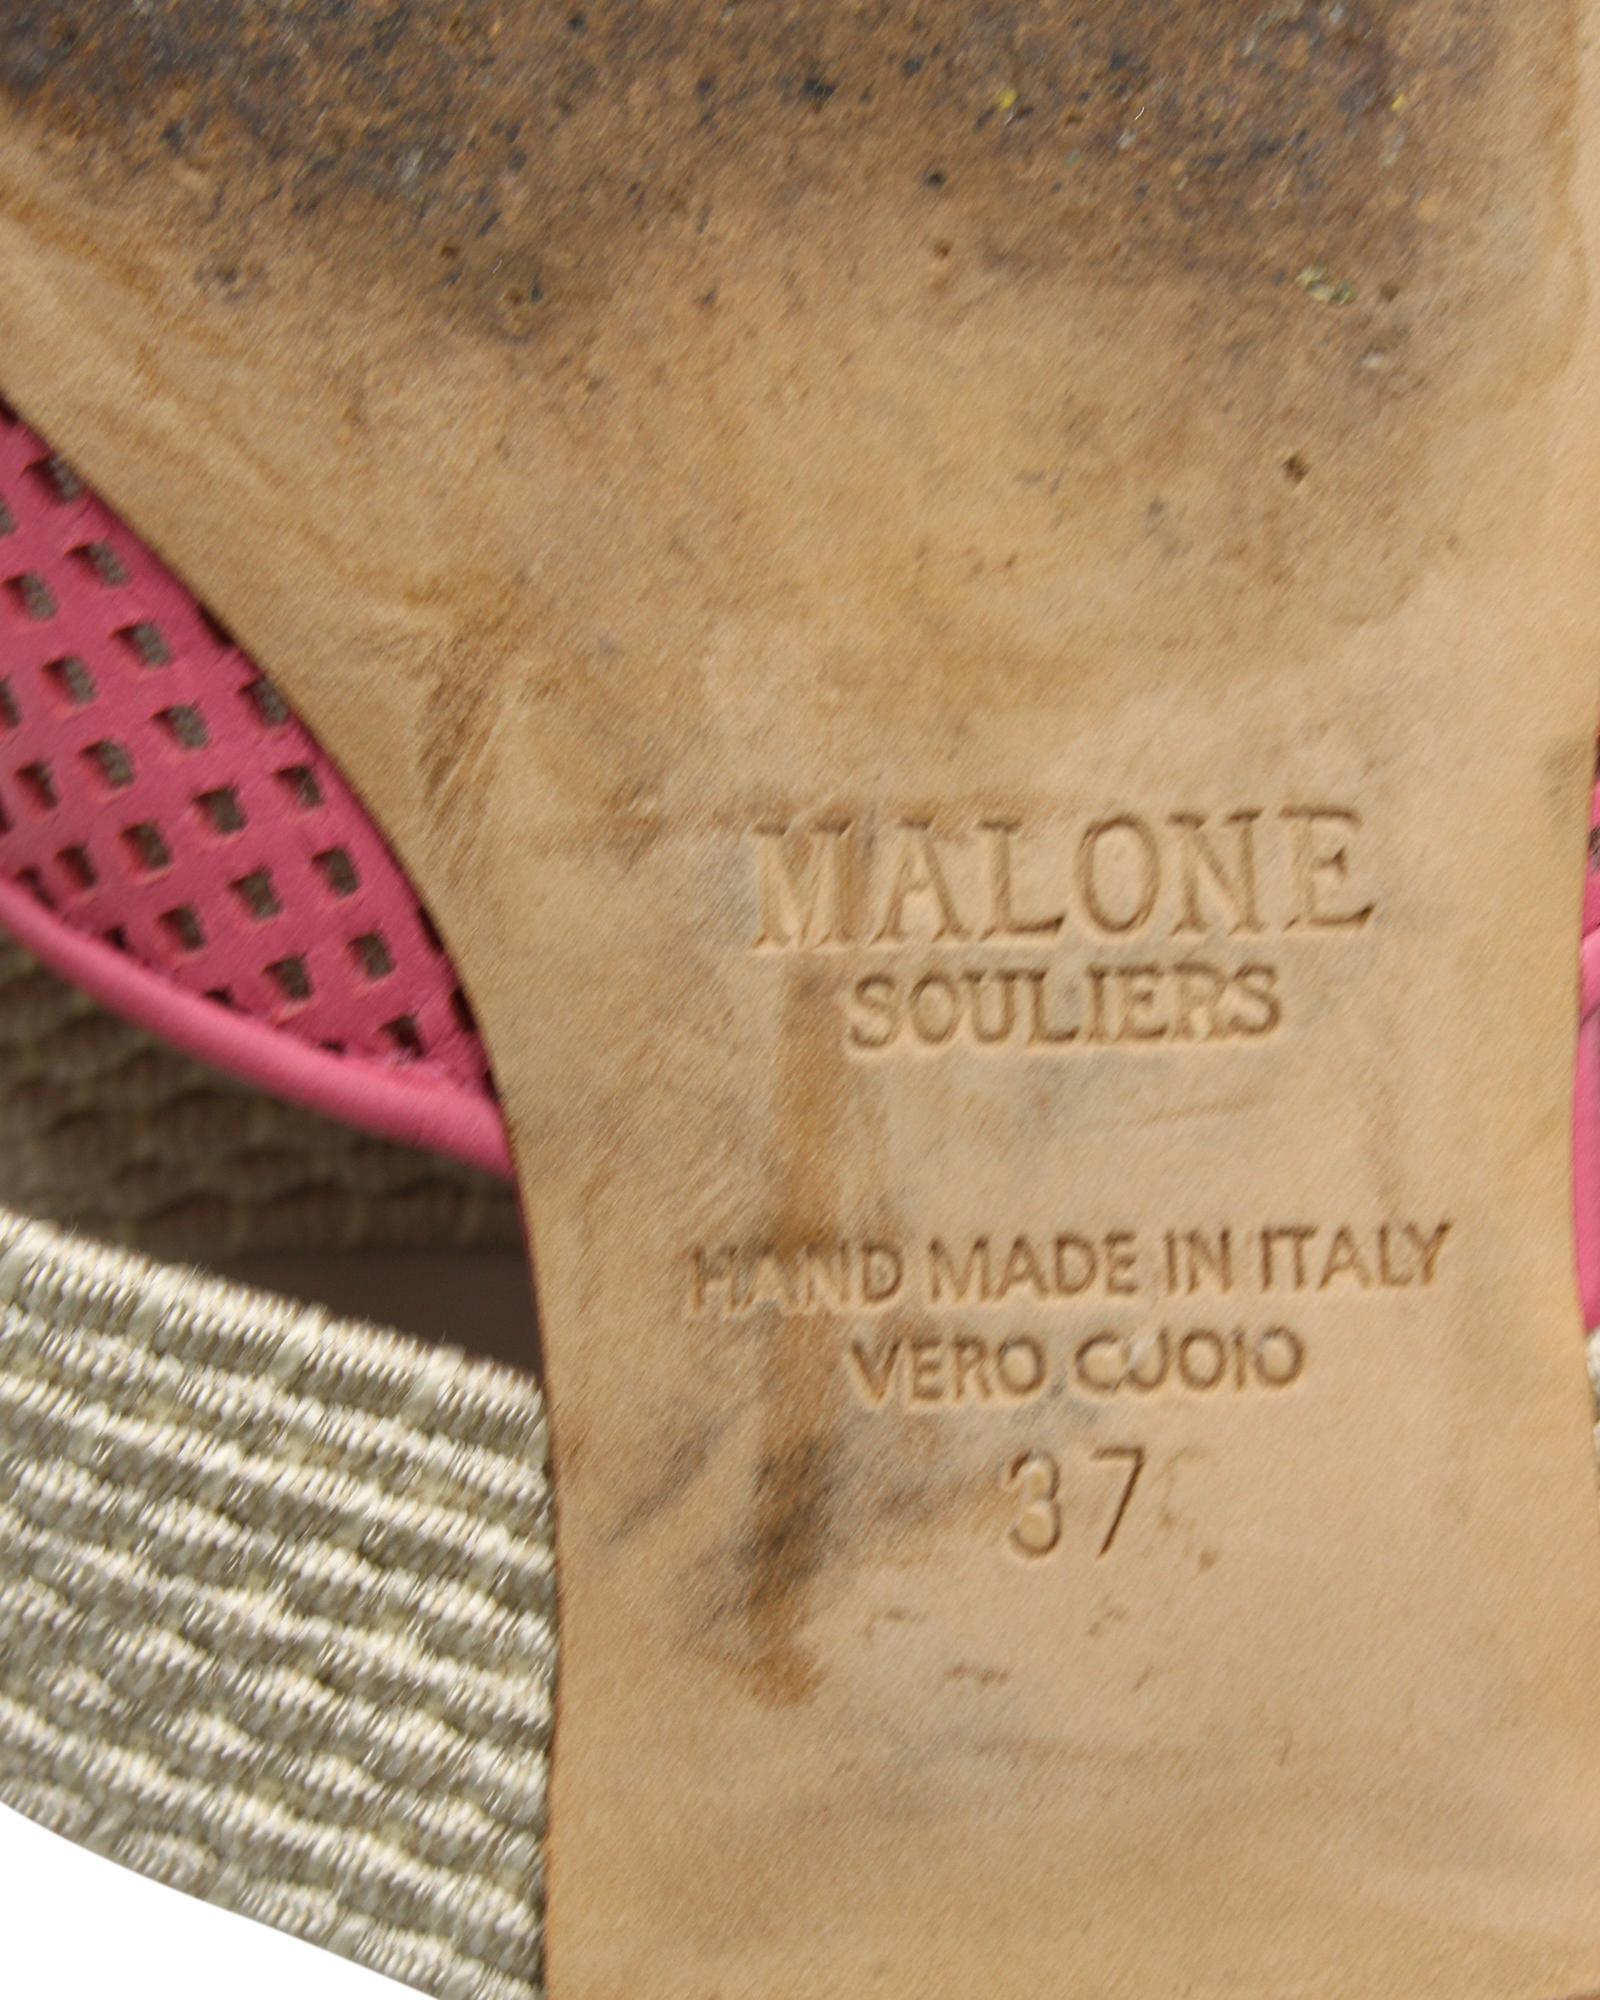 MALONE
SOULIERS
HAND MADE IN ITALY
VERO CUOIO
37